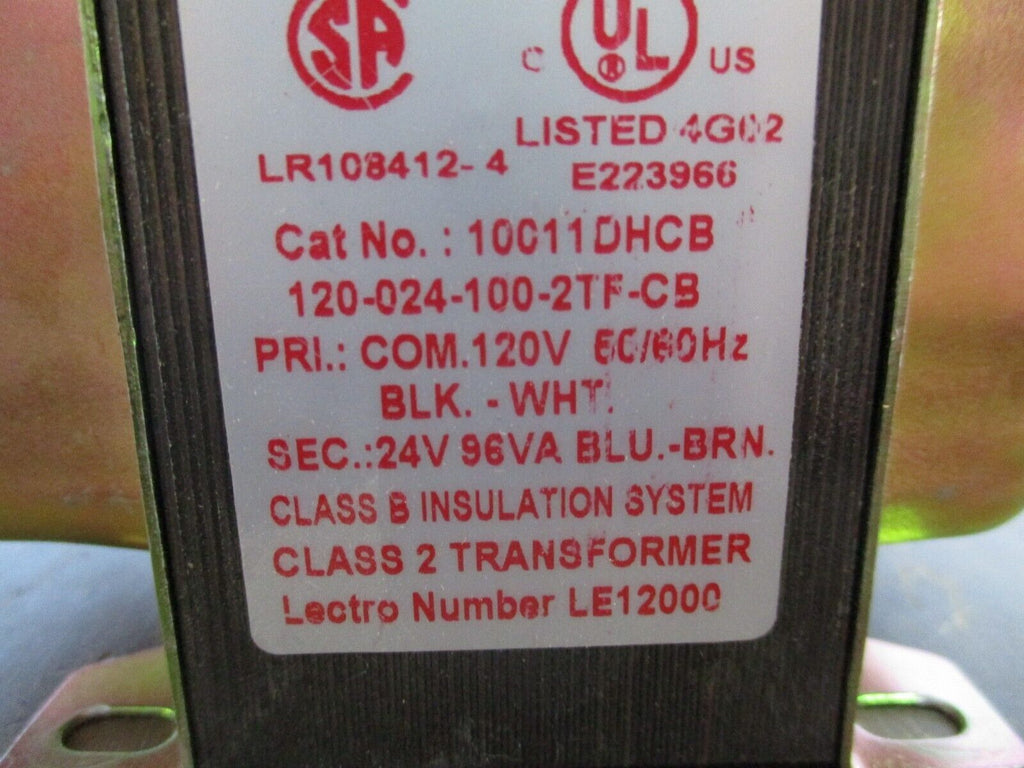 SA
C UL® US
LISTED 4G02
LR108412-4
E223966
Cat No. : 10011DHCB
120-024-100-2TF-CB
PRI.: COM.120V 50/60Hz
BLK. - WHT.
SEC.:24V 96VA BLU.-BRN.
CLASS B INSULATION SYSTEM
CLASS 2 TRANSFORMER
Lectro Number LE12000